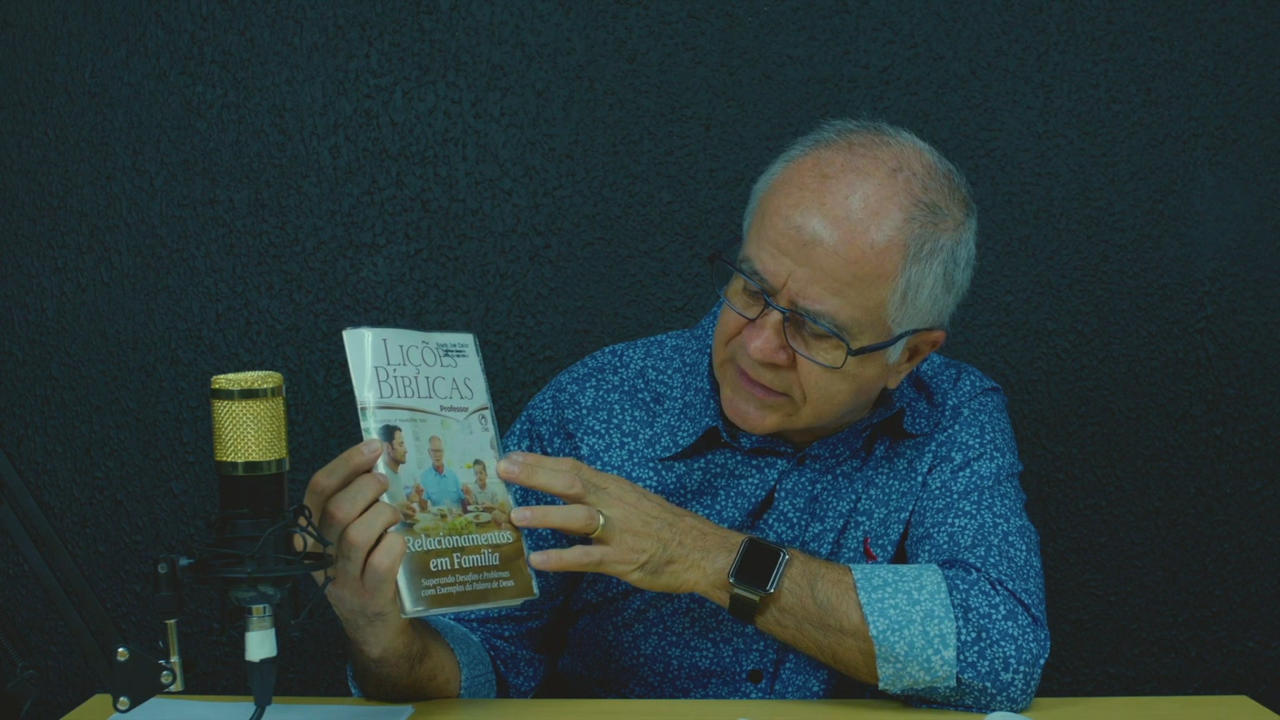 LIÇÕES
BÍBLICAS
Professor
Relacionamentos
em Família
Superando Desafios e Problemas
com Exemplos da Palavra de Deus